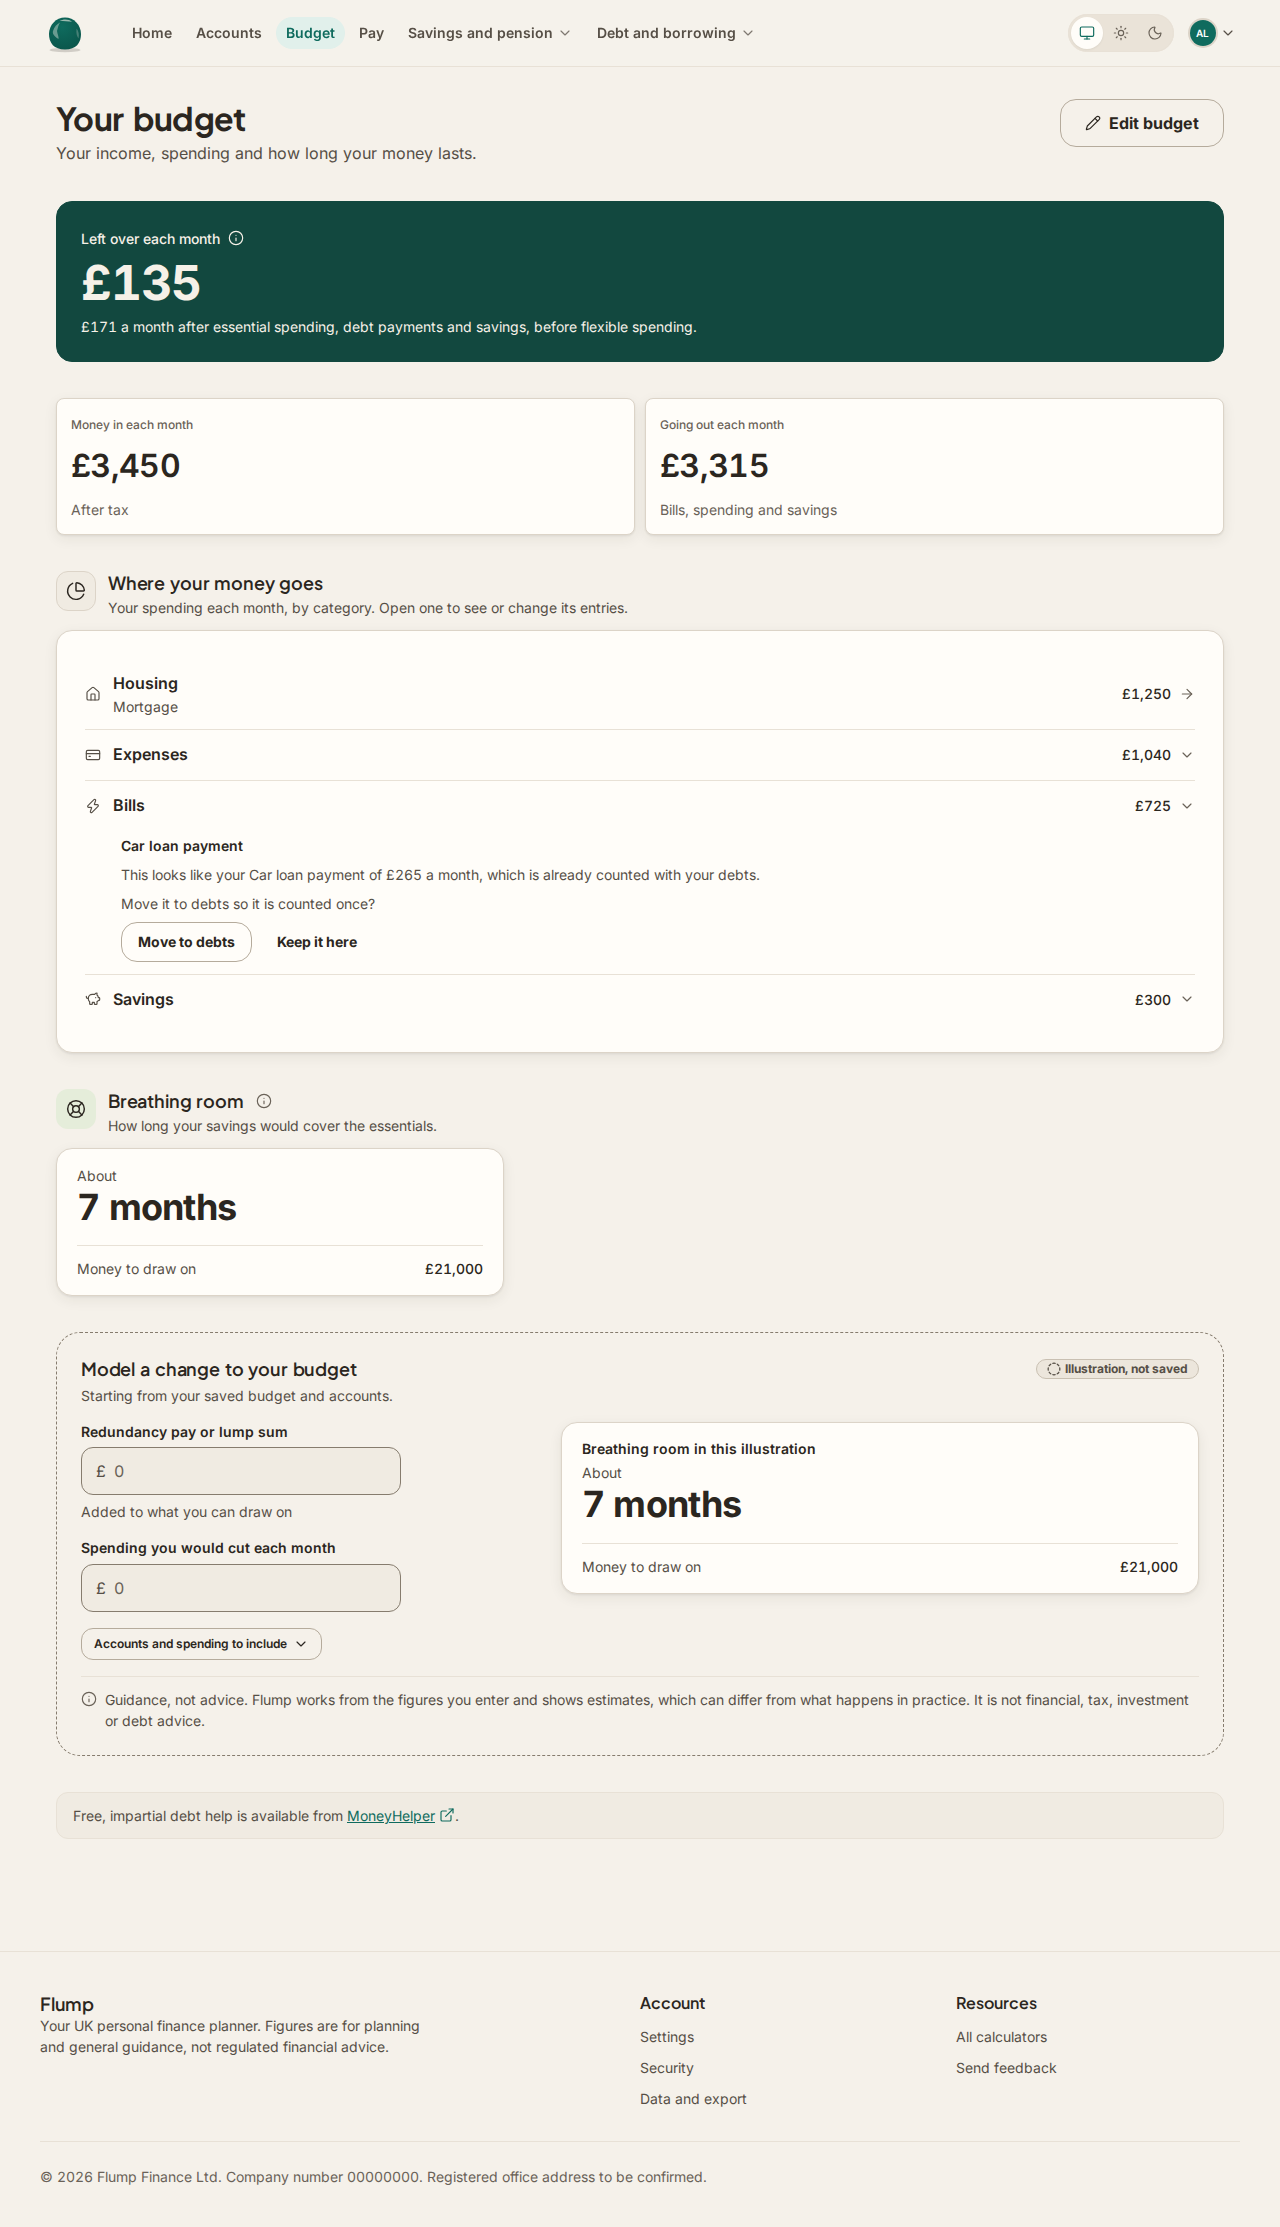 Home Accounts Budget Pay Savings and pension Debt and borrowing AL
Your budget
Edit budget
Your income, spending and how long your money lasts.
Left over each month
£135
£171 a month after essential spending, debt payments and savings, before flexible spending.
Money in each month
£3,450
After tax
Going out each month
£3,315
Bills, spending and savings
Where your money goes
Your spending each month, by category. Open one to see or change its entries.
Housing
Mortgage
£1,250
Expenses £1,040
Bills £725
Car loan payment
This looks like your Car loan payment of £265 a month, which is already counted with your debts.
Move it to debts so it is counted once?
Move to debts Keep it here
Savings £300
Breathing room
How long your savings would cover the essentials.
About
7 months
Money to draw on £21,000
Model a change to your budget
Illustration, not saved
Starting from your saved budget and accounts.
Redundancy pay or lump sum
£ 0
Added to what you can draw on
Spending you would cut each month
£ 0
Accounts and spending to include
Breathing room in this illustration
About
7 months
Money to draw on £21,000
Guidance, not advice. Flump works from the figures you enter and shows estimates, which can differ from what happens in practice. It is not financial, tax, investment
or debt advice.
Free, impartial debt help is available from MoneyHelper .
Flump
Your UK personal finance planner. Figures are for planning
and general guidance, not regulated financial advice.
Account
Settings
Security
Data and export
Resources
All calculators
Send feedback
© 2026 Flump Finance Ltd. Company number 00000000. Registered office address to be confirmed.